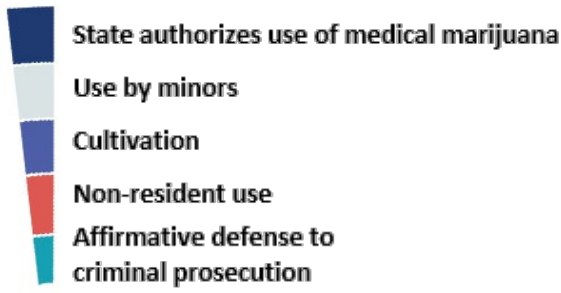 State authorizes use of medical marijuana
Use by minors
Cultivation
Non-resident use
Affirmative defense to
criminal prosecution